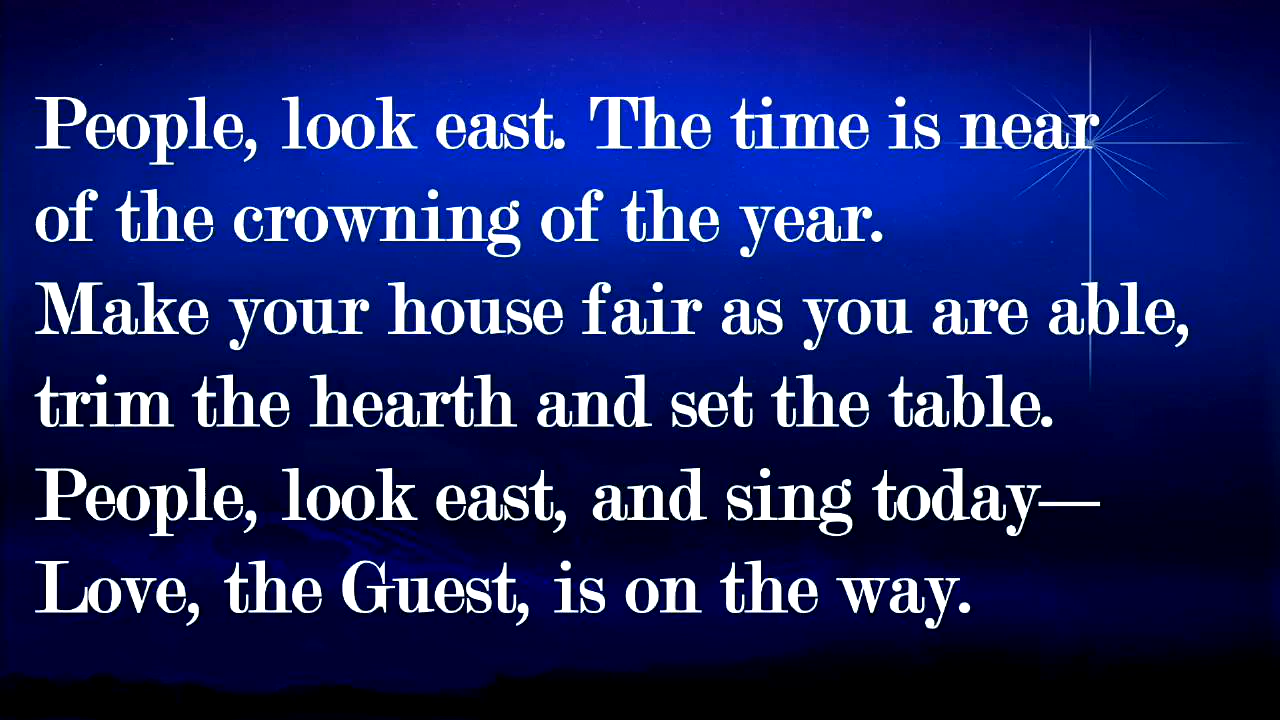 People, look east. The time is near
of the crowning of the year.
Make your house fair as you are able,
trim the hearth and set the table.
People, look east, and sing today—
Love, the Guest, is on the way.